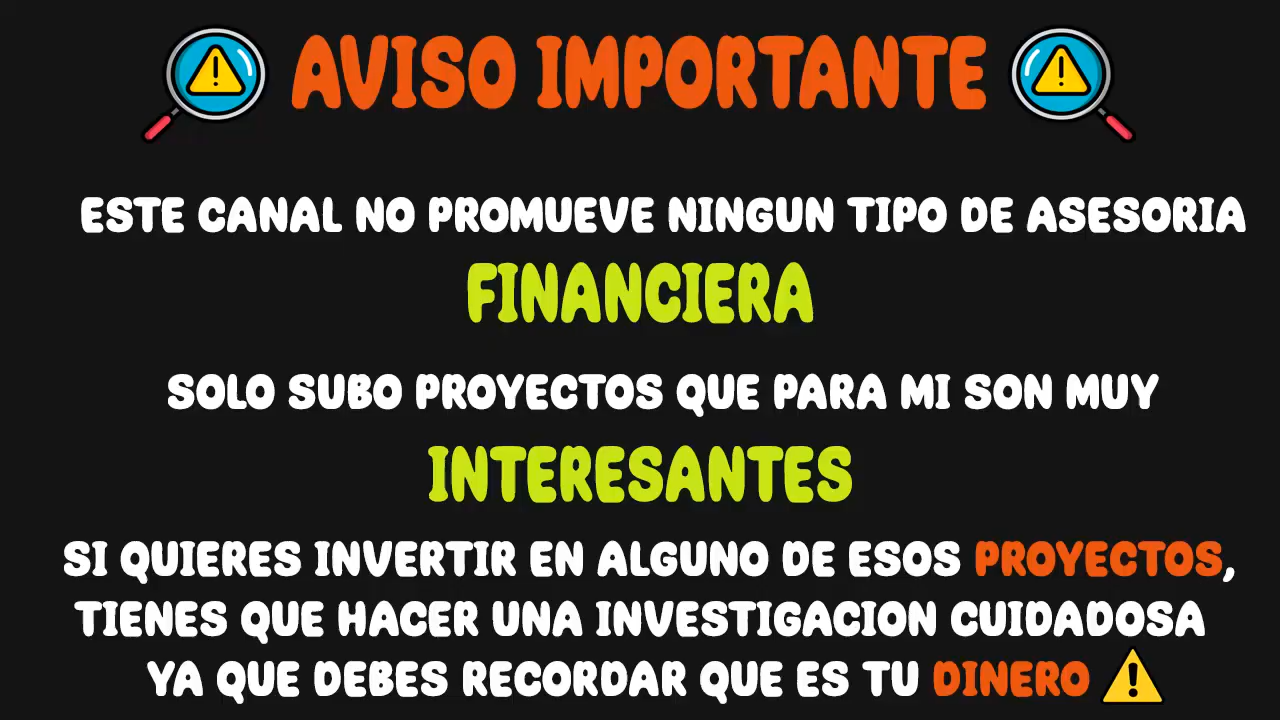 AVISO IMPORTANTE
ESTE CANAL NO PROMUEVE NINGUN TIPO DE ASESORIA
FINANCIERA
SOLO SUBO PROYECTOS QUE PARA MI SON MUY
INTERESANTES
SI QUIERES INVERTIR EN ALGUNO DE ESOS PROYECTOS,
TIENES QUE HACER UNA INVESTIGACION CUIDADOSA
YA QUE DEBES RECORDAR QUE ES TU DINERO